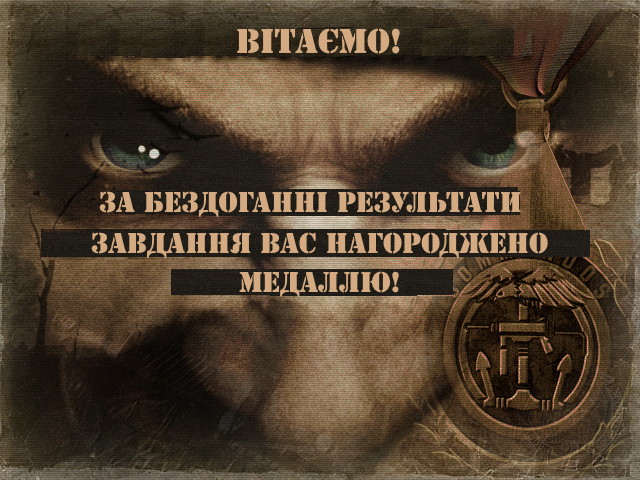 ВІТАЄМО!
ЗА БЕЗДОГАННІ РЕЗУЛЬТАТИ
ЗАВДАННЯ ВАС НАГОРОДЖЕНО
МЕДАЛЛЮ!